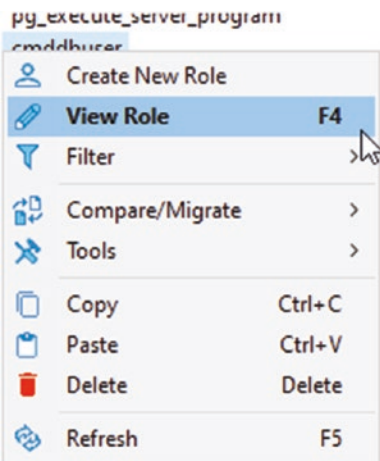 pg_execute_server_program
cmddbuser
Create New Role
View Role F4
Filter >
Compare/Migrate >
Tools >
Copy Ctrl+C
Paste Ctrl+V
Delete Delete
Refresh F5